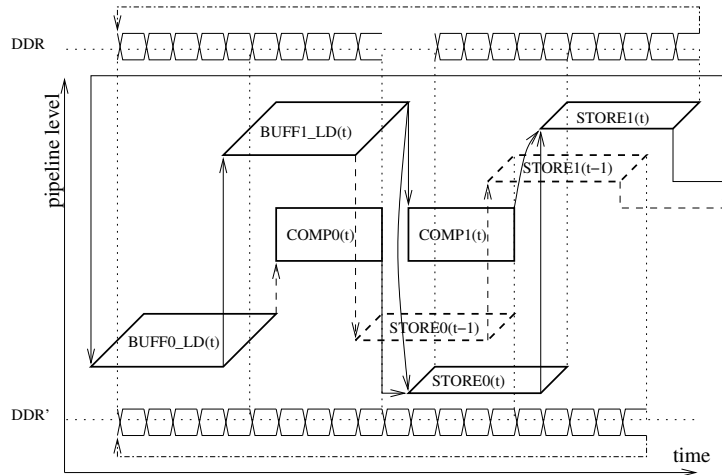 DDR
pipeline level
BUFF1_LD(t)
STORE1(t)
STORE1(t−1)
COMP0(t)
COMP1(t)
BUFF0_LD(t)
STORE0(t−1)
STORE0(t)
DDR'
time